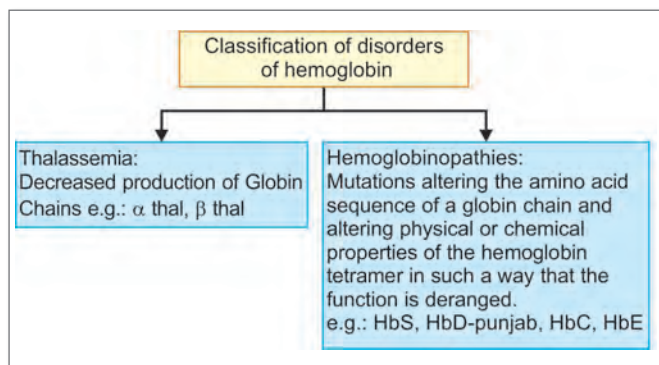 Classification of disorders
of hemoglobin
Thalassemia:
Decreased production of Globin
Chains e.g.: α thal, β thal
Hemoglobinopathies:
Mutations altering the amino acid
sequence of a globin chain and
altering physical or chemical
properties of the hemoglobin
tetramer in such a way that the
function is deranged.
e.g.: HbS, HbD-punjab, HbC, HbE